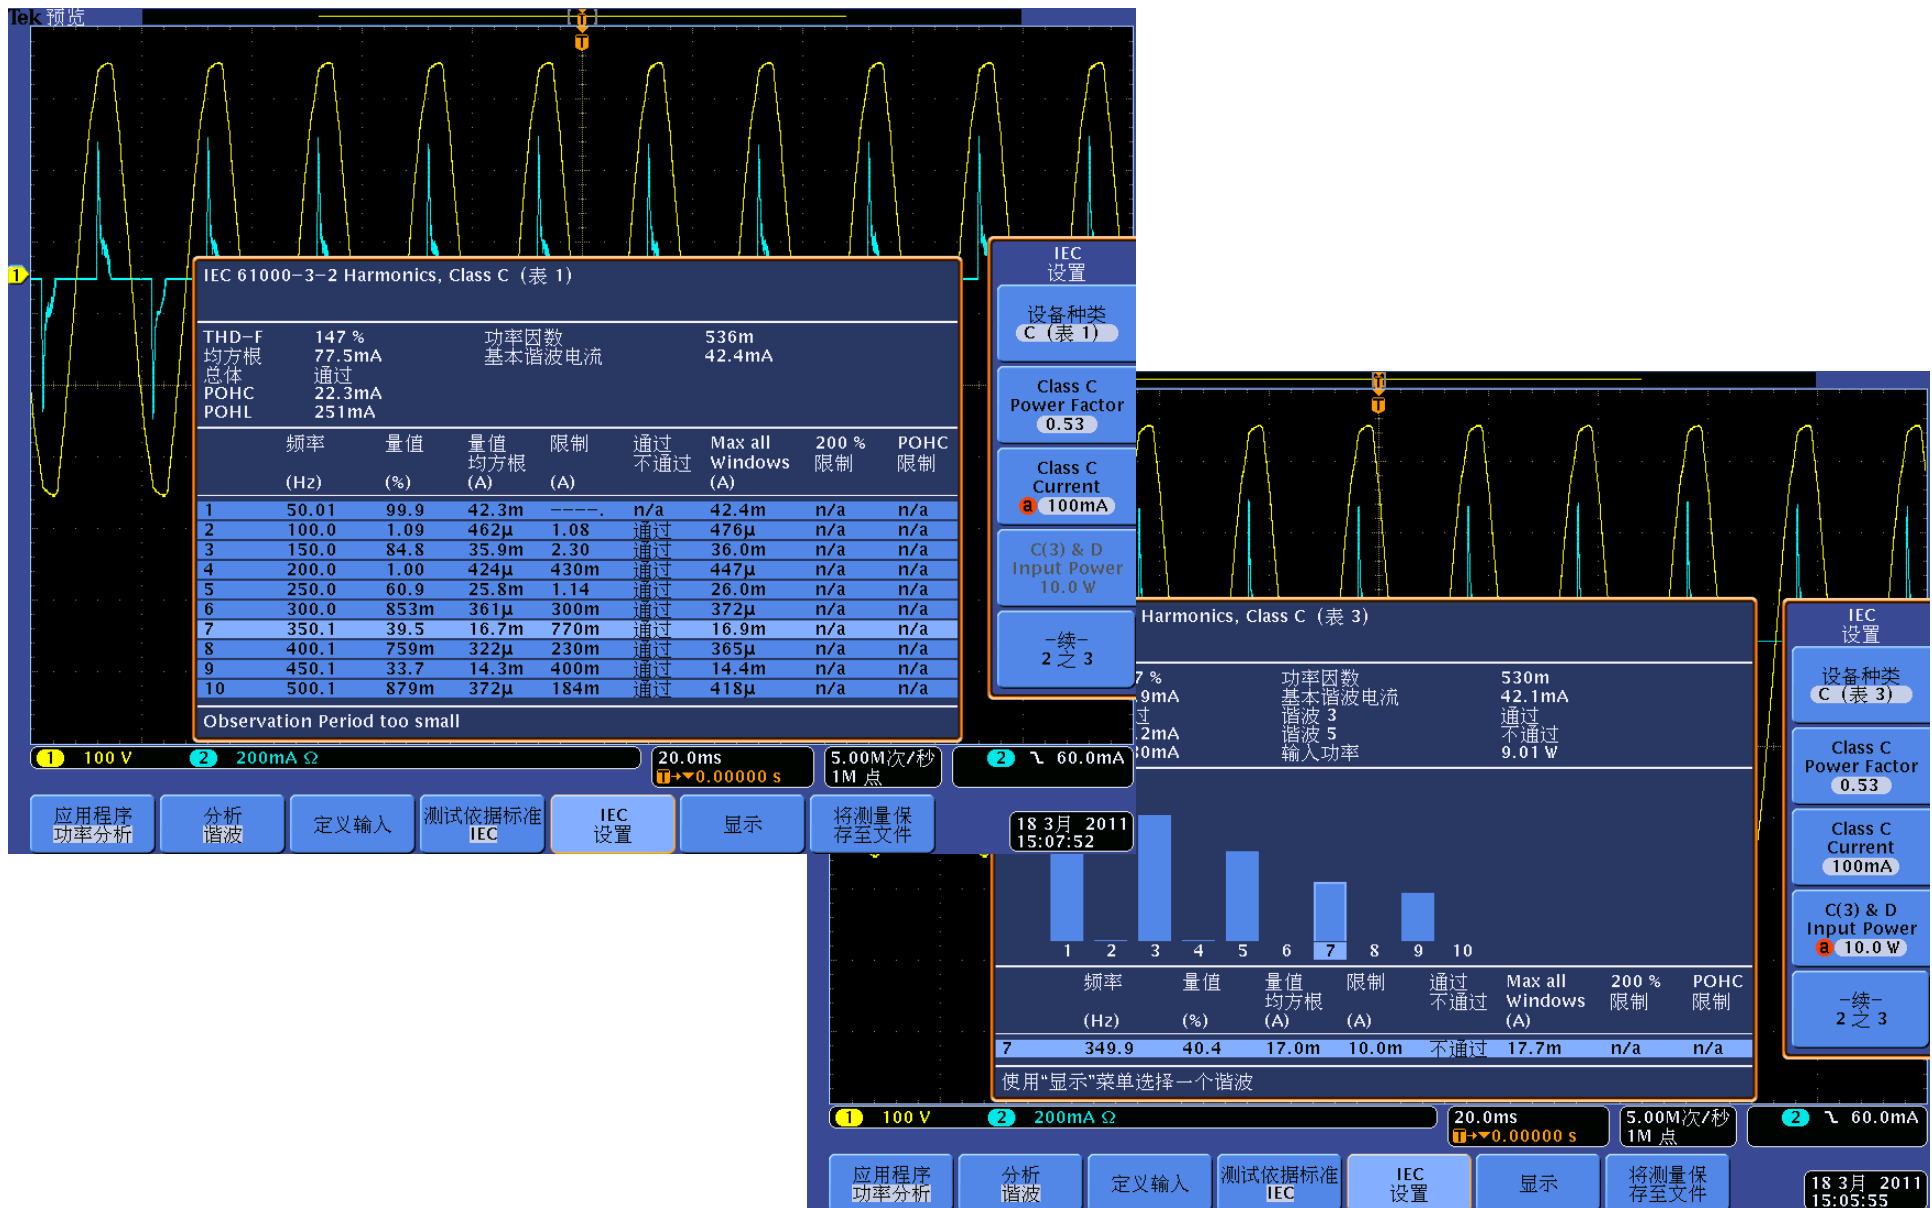 Tek 预览
IEC 61000-3-2 Harmonics, Class C (表 1)
THD-F 147 % 功率因数 536m
均方根 77.5mA 基本谐波电流 42.4mA
总体 通过
POHC 22.3mA
POHL 251mA
频率 量值 量值 限制 通过 Max all 200 % POHC
均方根 不通过 Windows 限制 限制
(Hz) (%) (A) (A) (A)
1 50.01 99.9 42.3m ----. n/a 42.4m n/a n/a
2 100.0 1.09 462µ 1.08 通过 476µ n/a n/a
3 150.0 84.8 35.9m 2.30 通过 36.0m n/a n/a
4 200.0 1.00 424µ 430m 通过 447µ n/a n/a
5 250.0 60.9 25.8m 1.14 通过 26.0m n/a n/a
6 300.0 853m 361µ 300m 通过 372µ n/a n/a
7 350.1 39.5 16.7m 770m 通过 16.9m n/a n/a
8 400.1 759m 322µ 230m 通过 365µ n/a n/a
9 450.1 33.7 14.3m 400m 通过 14.4m n/a n/a
10 500.1 879m 372µ 184m 通过 418µ n/a n/a
Observation Period too small
IEC
设置
设备种类
C (表 1)
Class C
Power Factor
0.53
Class C
Current
a 100mA
C(3) & D
Input Power
10.0 W
-续-
2 之 3
1 100 V 2 200mA Ω
20.0ms
T→▼0.00000 s
5.00M次/秒
1M 点
2 60.0mA
应用程序
功率分析
分析
谐波
定义输入
测试依据标准
IEC
IEC
设置
显示
将测量保
存至文件
18 3月 2011
15:07:52
Harmonics, Class C (表 3)
7 % 功率因数 530m
.9mA 基本谐波电流 42.1mA
过 谐波 3 通过
.2mA 谐波 5 不通过
0mA 输入功率 9.01 W
1 2 3 4 5 6 7 8 9 10
频率 量值 量值 限制 通过 Max all 200 % POHC
均方根 不通过 Windows 限制 限制
(Hz) (%) (A) (A) (A)
7 349.9 40.4 17.0m 10.0m 不通过 17.7m n/a n/a
使用“显示”菜单选择一个谐波
IEC
设置
设备种类
C (表 3)
Class C
Power Factor
0.53
Class C
Current
100mA
C(3) & D
Input Power
a 10.0 W
-续-
2 之 3
1 100 V 2 200mA Ω
20.0ms
T→▼0.00000 s
5.00M次/秒
1M 点
2 60.0mA
应用程序
功率分析
分析
谐波
定义输入
测试依据标准
IEC
IEC
设置
显示
将测量保
存至文件
18 3月 2011
15:05:55